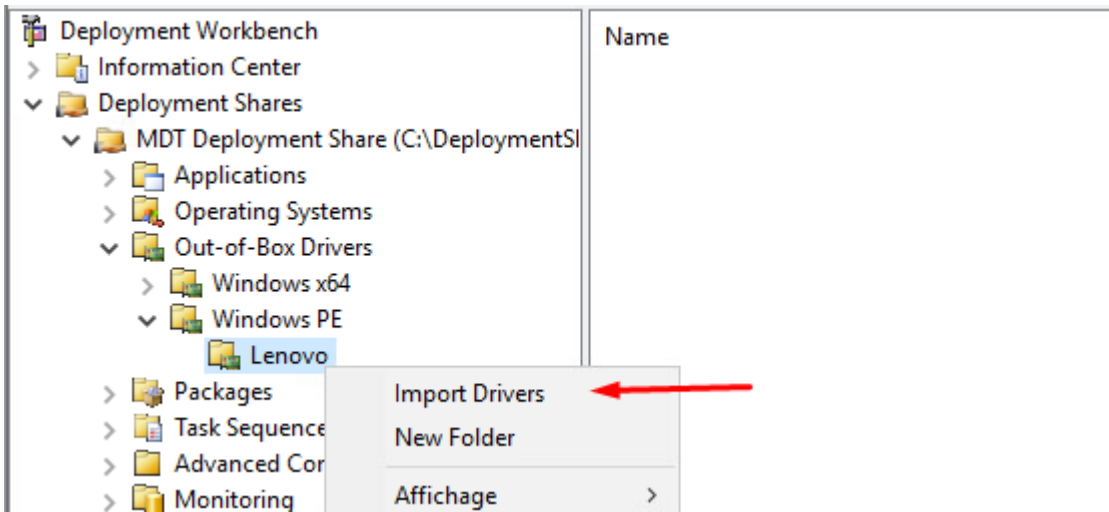 Deployment Workbench
Name
Information Center
Deployment Shares
MDT Deployment Share (C:\DeploymentSl
Applications
Operating Systems
Out-of-Box Drivers
Windows x64
Windows PE
Lenovo
Packages
Import Drivers
Task Sequence
New Folder
Advanced Cor
Monitoring
Affichage